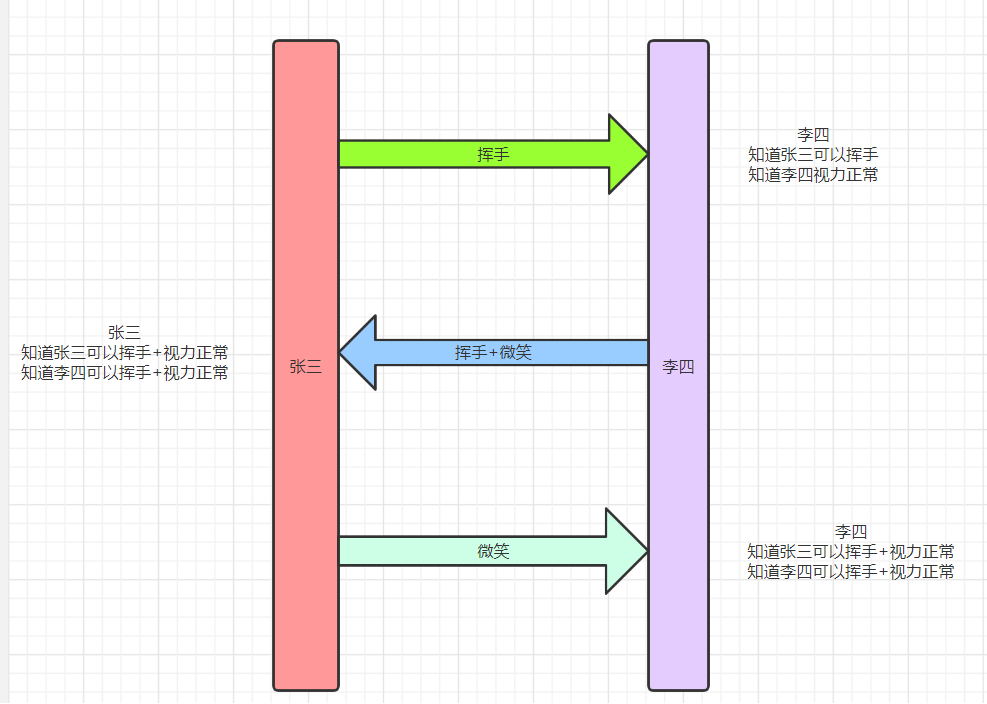 挥手
李四
知道张三可以挥手
知道李四视力正常
张三
知道张三可以挥手+视力正常
知道李四可以挥手+视力正常
挥手+微笑
张三
李四
微笑
李四
知道张三可以挥手+视力正常
知道李四可以挥手+视力正常